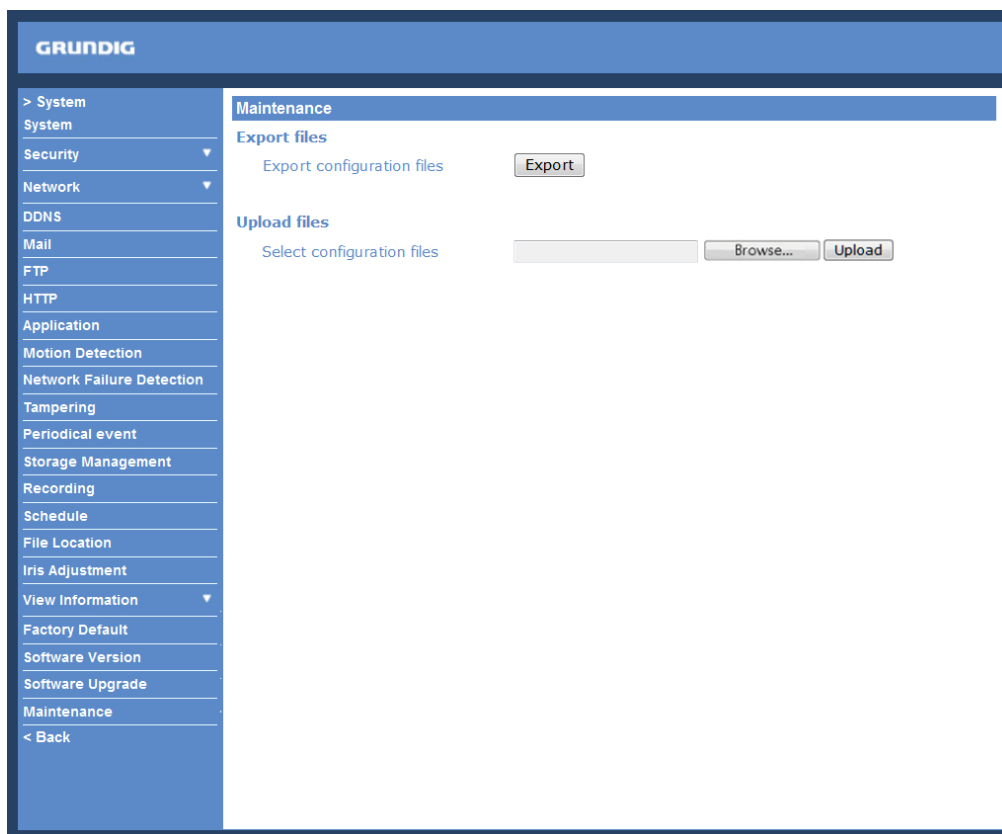 GRUNDIG
> System
System
Security
Network
DDNS
Mail
FTP
HTTP
Application
Motion Detection
Network Failure Detection
Tampering
Periodical event
Storage Management
Recording
Schedule
File Location
Iris Adjustment
View Information
Factory Default
Software Version
Software Upgrade
Maintenance
< Back
Maintenance
Export files
Export configuration files Export
Upload files
Select configuration files Browse... Upload